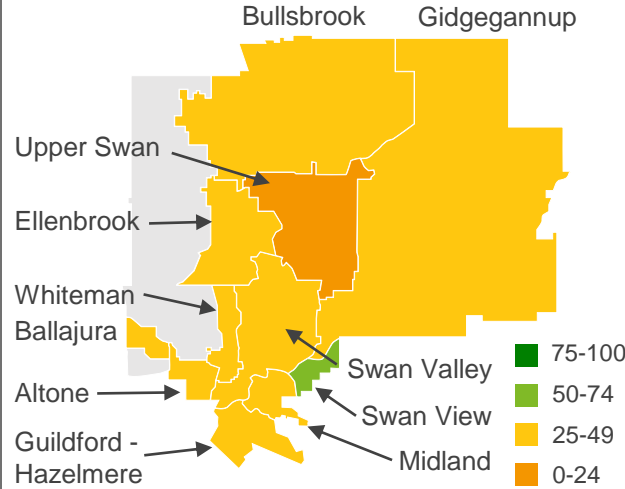 Bullsbrook
Gidgegannup
Upper Swan
Ellenbrook
Whiteman
Ballajura
Altone
Guildford -
Hazelmere
Swan Valley
Swan View
Midland
75-100
50-74
25-49
0-24